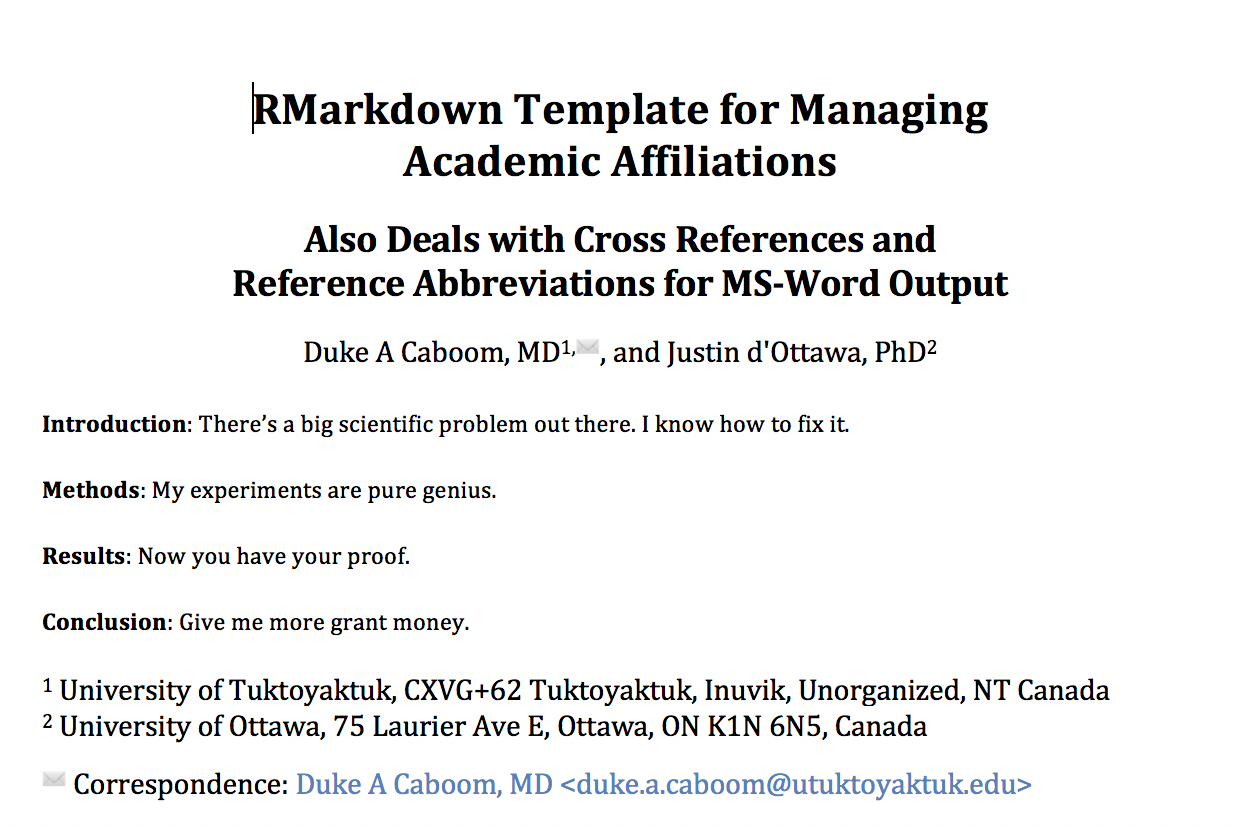 RMarkdown Template for Managing
Academic Affiliations
Also Deals with Cross References and
Reference Abbreviations for MS-Word Output
Duke A Caboom, MD1,✉, and Justin d'Ottawa, PhD2
Introduction: There’s a big scientific problem out there. I know how to fix it.
Methods: My experiments are pure genius.
Results: Now you have your proof.
Conclusion: Give me more grant money.
1 University of Tuktoyaktuk, CXVG+62 Tuktoyaktuk, Inuvik, Unorganized, NT Canada
2 University of Ottawa, 75 Laurier Ave E, Ottawa, ON K1N 6N5, Canada
✉ Correspondence: Duke A Caboom, MD <duke.a.caboom@utuktoyaktuk.edu>